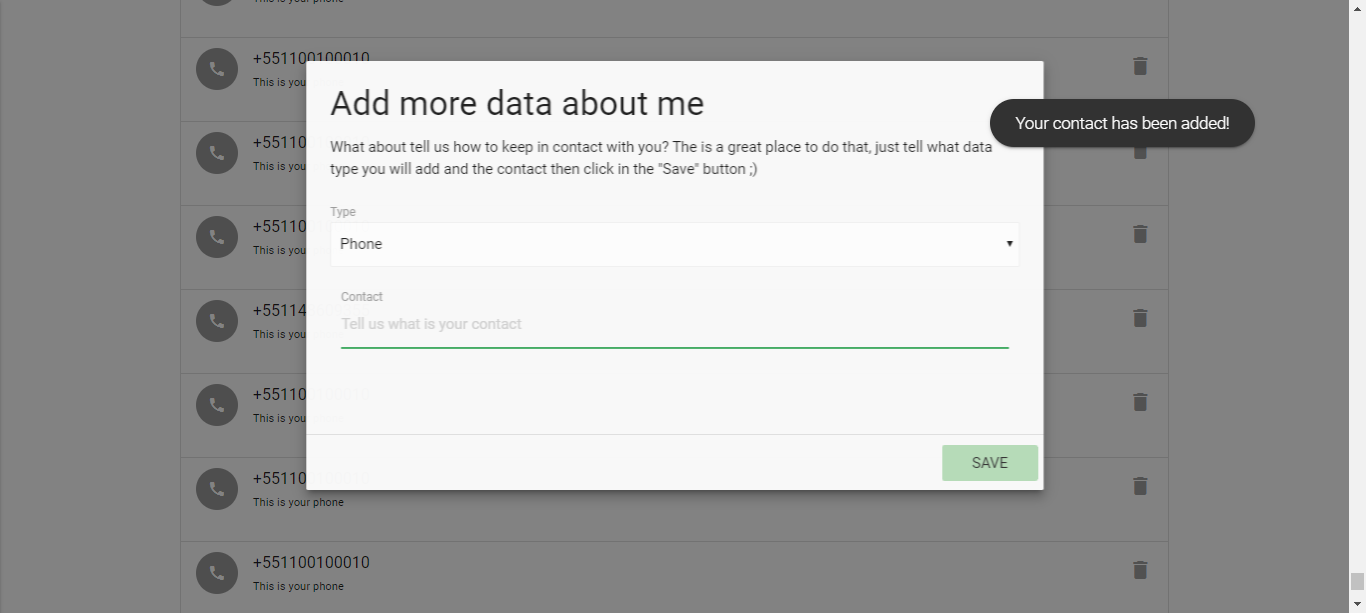 This is your phone
+551100100010
This is you
+55110
This is you
+55110
This is you
+55114
This is you
+55110
This is you
+55110
This is your phone
+551100100010
This is your phone
Your contact has been added!
Add more data about me
What about tell us how to keep in contact with you? The is a great place to do that, just tell what data
type you will add and the contact then click in the "Save" button ;)
Type
Phone
Contact
Tell us what is your contact
SAVE